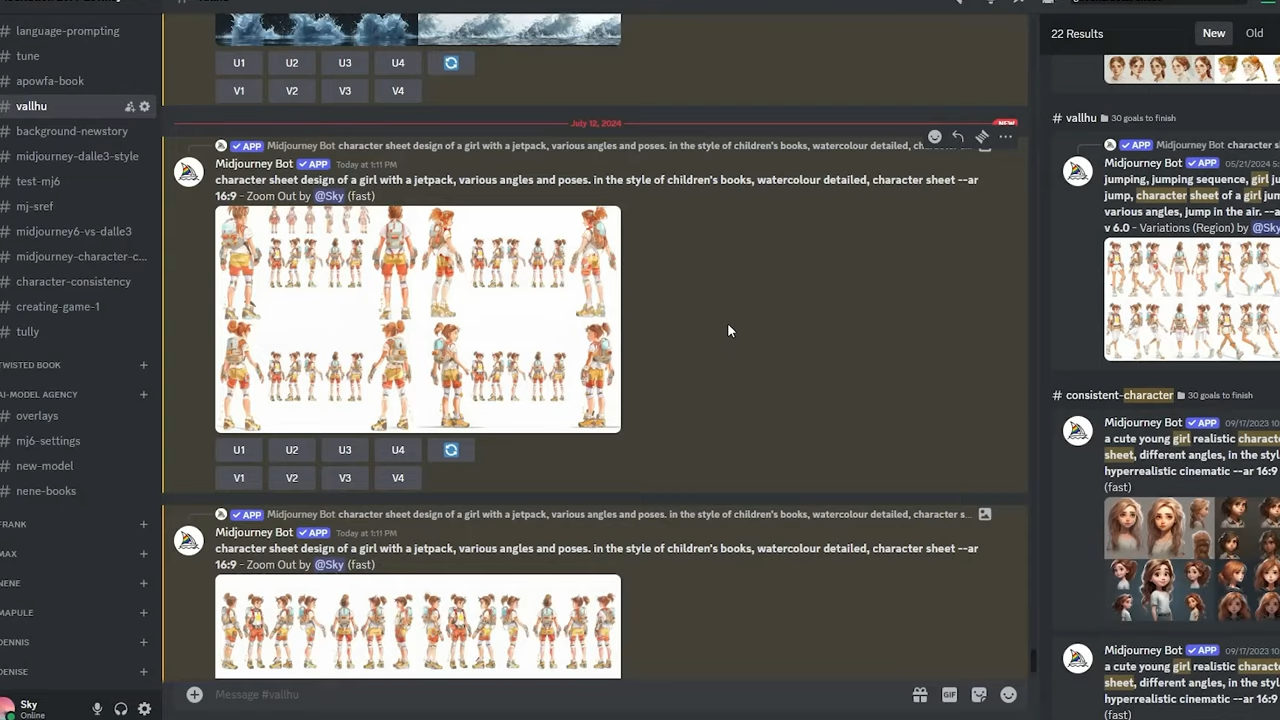 language-prompting
tune
apowfa-book
vallhu
background-newstory
midjourney-dalle3-style
test-mj6
mj-sref
midjourney6-vs-dalle3
midjourney-character-c...
character-consistency
creating-game-1
tully
TWISTED BOOK
AI-MODEL AGENCY
overlays
mj6-settings
new-model
nene-books
FRANK
MAX
NENE
MAPULE
DENNIS
DENISE
Sky
Online
U1 U2 U3 U4
V1 V2 V3 V4
July 12, 2024 NEW
APP Midjourney Bot character sheet design of a girl with a jetpack, various angles and poses. in the style of children's books, watercolour detailed, ch
Midjourney Bot APP Today at 1:11 PM
character sheet design of a girl with a jetpack, various angles and poses. in the style of children's books, watercolour detailed, character sheet --ar
16:9 - Zoom Out by @Sky (fast)
U1 U2 U3 U4
V1 V2 V3 V4
APP Midjourney Bot character sheet design of a girl with a jetpack, various angles and poses. in the style of children's books, watercolour detailed, character s...
Midjourney Bot APP Today at 1:11 PM
character sheet design of a girl with a jetpack, various angles and poses. in the style of children's books, watercolour detailed, character sheet --ar
16:9 - Zoom Out by @Sky (fast)
Message #vallhu
GIF
22 Results New Old
# vallhu 30 goals to finish
APP Midjourney Bot character s
Midjourney Bot APP 05/21/2024
jumping, jumping sequence, girl
jump, character sheet of a girl
various angles, jump in the air. --
v 6.0 - Variations (Region) by @Sky
# consistent-character 30 goals to finish
Midjourney Bot APP 09/17/2023
a cute young girl realistic charac
sheet, different angles, in the sty
hyperrealistic cinematic --ar 16:9
(fast)
Midjourney Bot APP 09/17/2023
a cute young girl realistic charac
sheet, different angles, in the sty
hyperrealistic cinematic --ar 16:9
(fast)